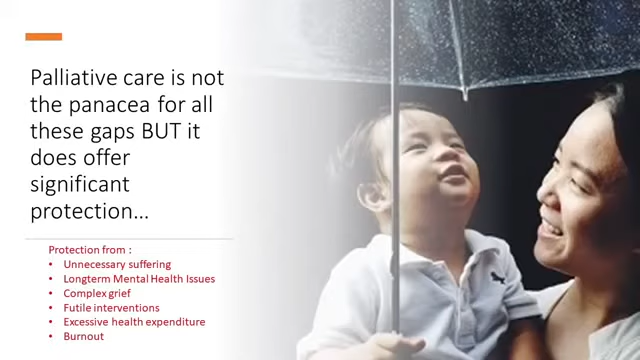 Palliative care is not
the panacea for all
these gaps BUT it
does offer
significant
protection...
Protection from :
• Unnecessary suffering
• Longterm Mental Health Issues
• Complex grief
• Futile interventions
• Excessive health expenditure
• Burnout